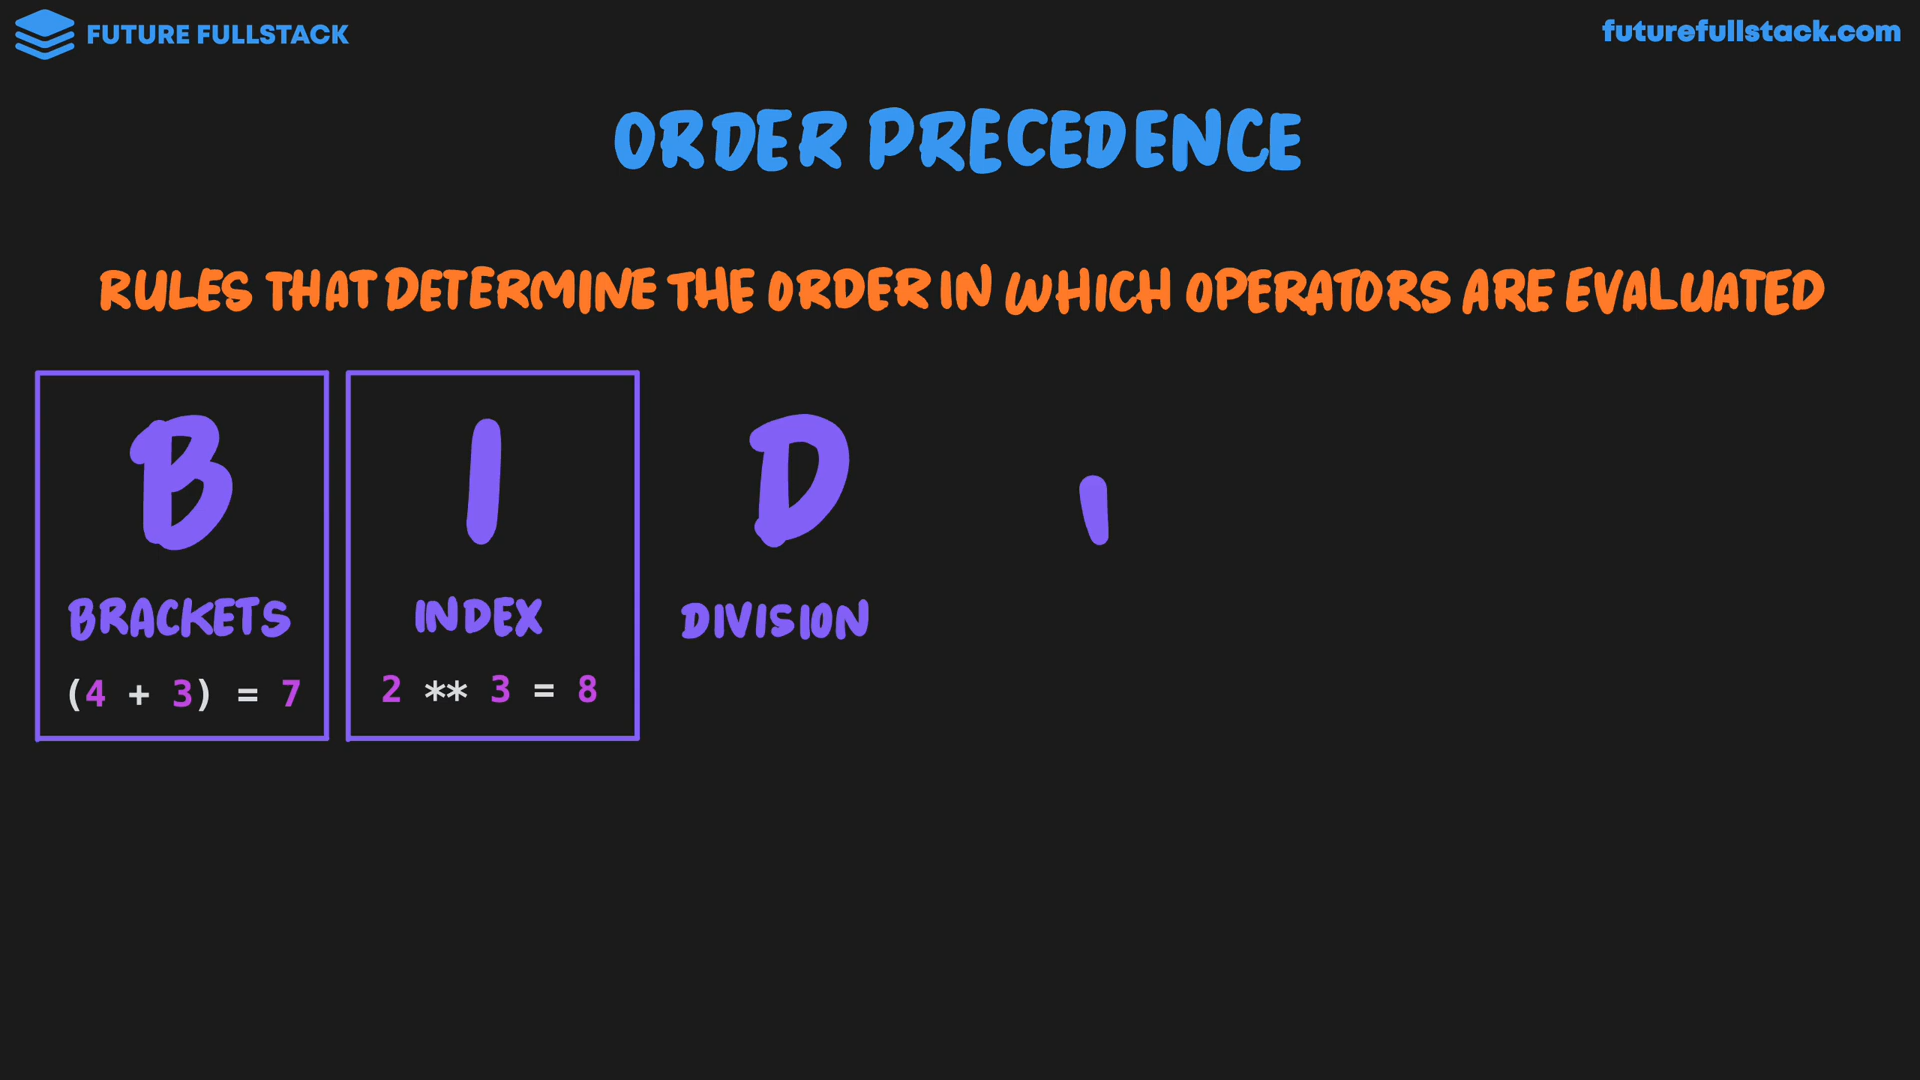 FUTURE FULLSTACK
futurefullstack.com
ORDER PRECEDENCE
RULES THAT DETERMINE THE ORDER IN WHICH OPERATORS ARE EVALUATED
B I D
BRACKETS INDEX DIVISION
(4 + 3) = 7 2 ** 3 = 8